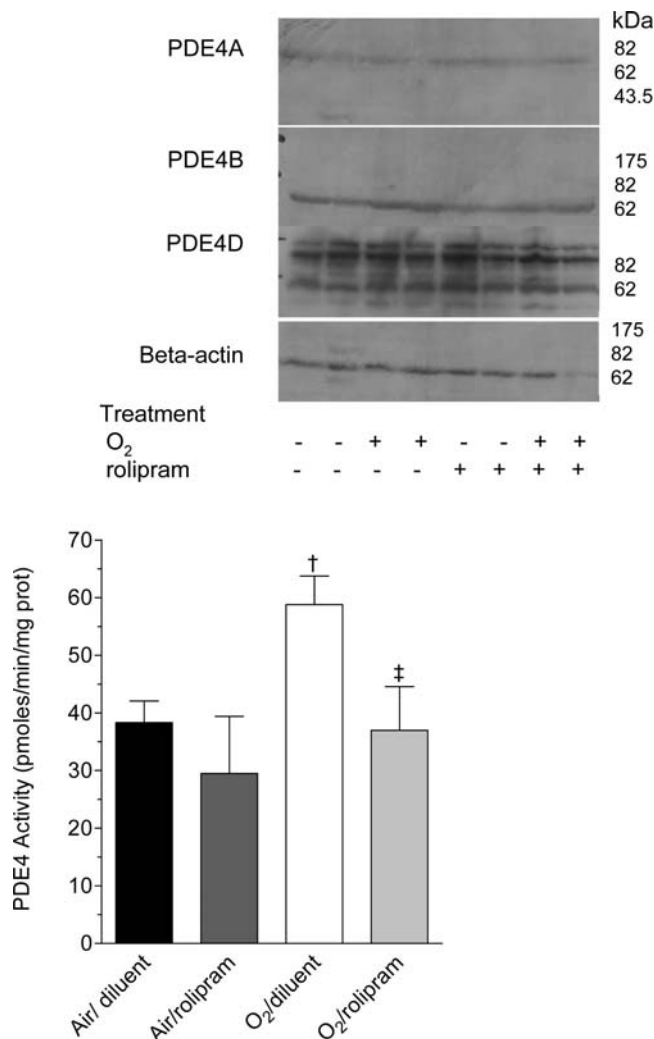 kDa
PDE4A 82
62
43.5
PDE4B 175
82
62
PDE4D 82
62
Beta-actin 175
82
62
Treatment
O₂ - - + + - - + +
rolipram - - - - + + + +
70
60
50
40
30
20
10
0
PDE4 Activity (pmoles/min/mg prot)
†
‡
Air/ diluent
Air/rolipram
O₂/diluent
O₂/rolipram